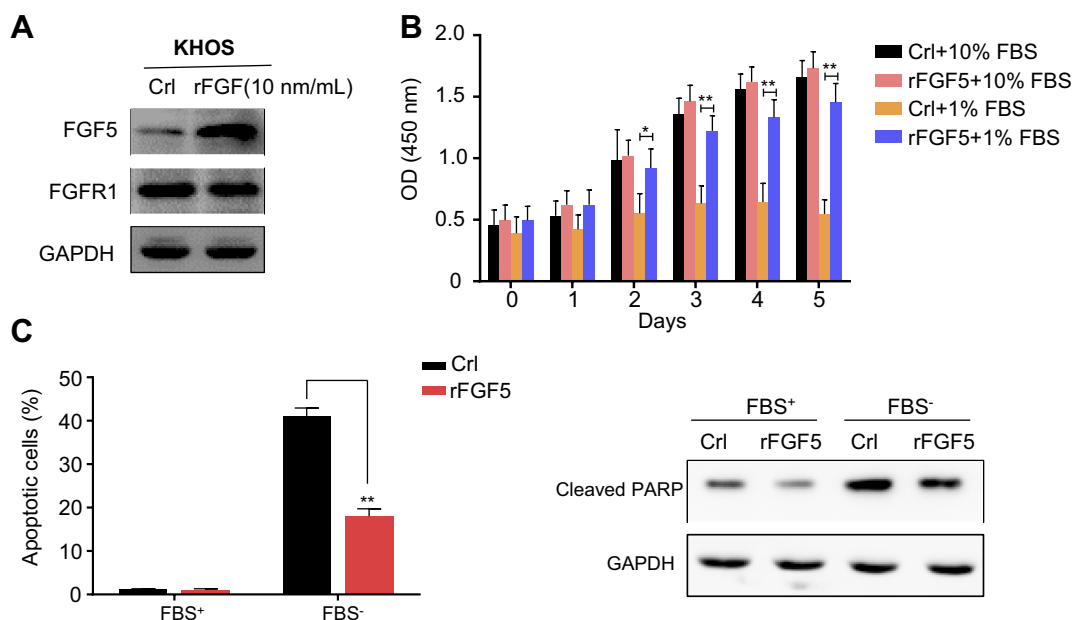 A
KHOS
Crl rFGF(10 nm/mL)
FGF5
FGFR1
GAPDH
B
OD (450 nm)
2.0
1.5
1.0
0.5
0
* ** ** **
0 1 2 3 4 5
Days
Crl+10% FBS
rFGF5+10% FBS
Crl+1% FBS
rFGF5+1% FBS
C
Apoptotic cells (%)
50
40
30
20
10
0
**
FBS+ FBS-
Crl
rFGF5
FBS+ FBS-
Crl rFGF5 Crl rFGF5
Cleaved PARP
GAPDH